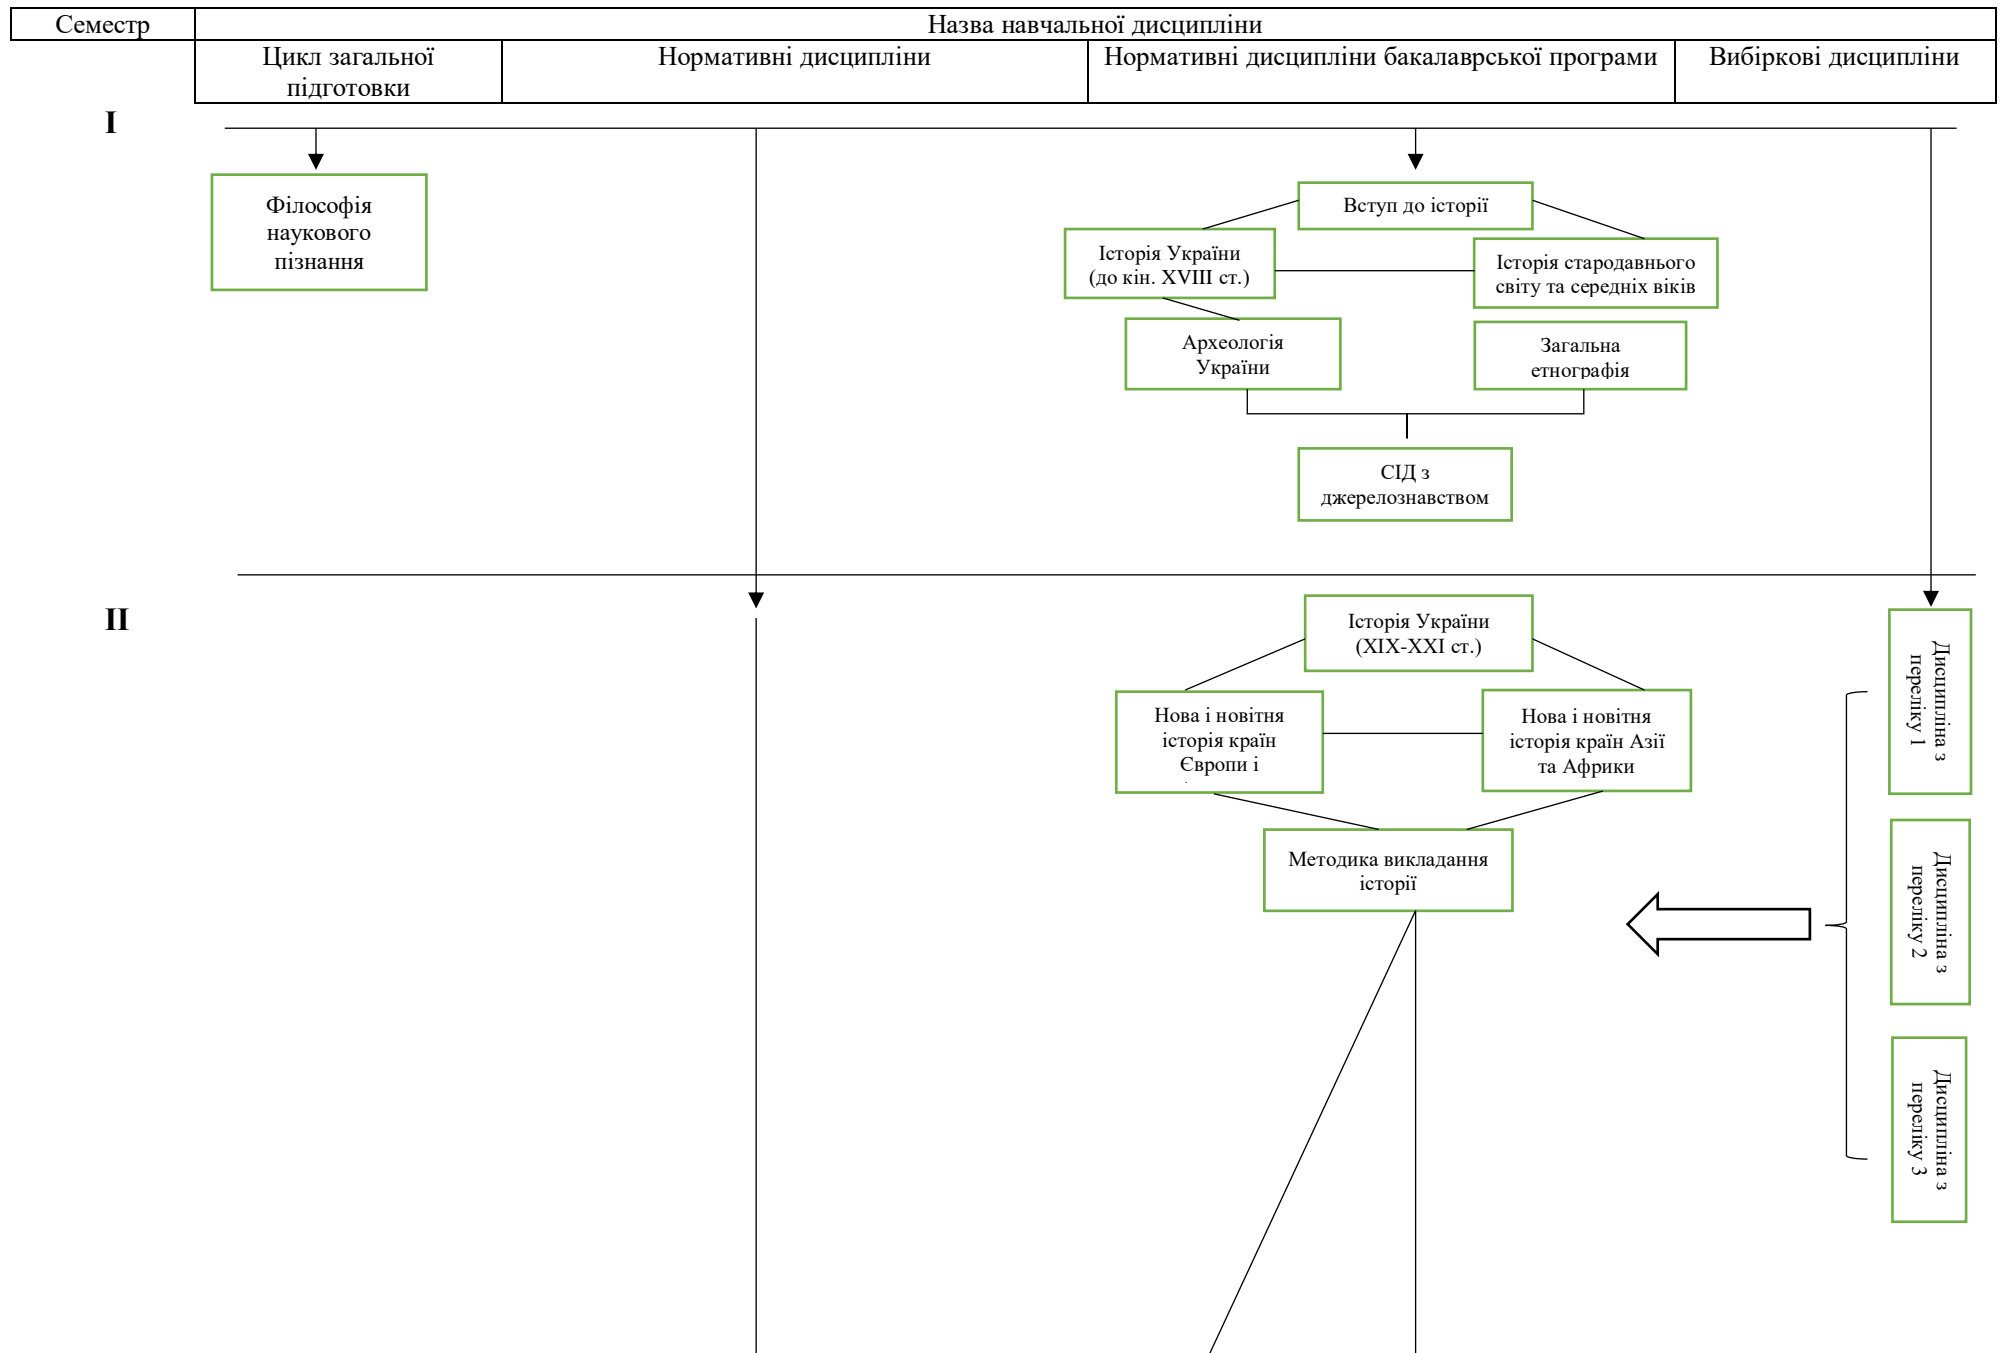 Семестр
Назва навчальної дисципліни
Цикл загальної
підготовки
Нормативні дисципліни
Нормативні дисципліни бакалаврської програми
Вибіркові дисципліни
I
Філософія
наукового
пізнання
Вступ до історії
Історія України
(до кін. XVIII ст.)
Історія стародавнього
світу та середніх віків
Археологія
України
Загальна
етнографія
СІД з
джерелознавством
II
Історія України
(XIX-XXI ст.)
Нова і новітня
історія країн
Європи і
Нова і новітня
історія країн Азії
та Африки
Методика викладання
історії
Дисципліна з
переліку 1
Дисципліна з
переліку 2
Дисципліна з
переліку 3